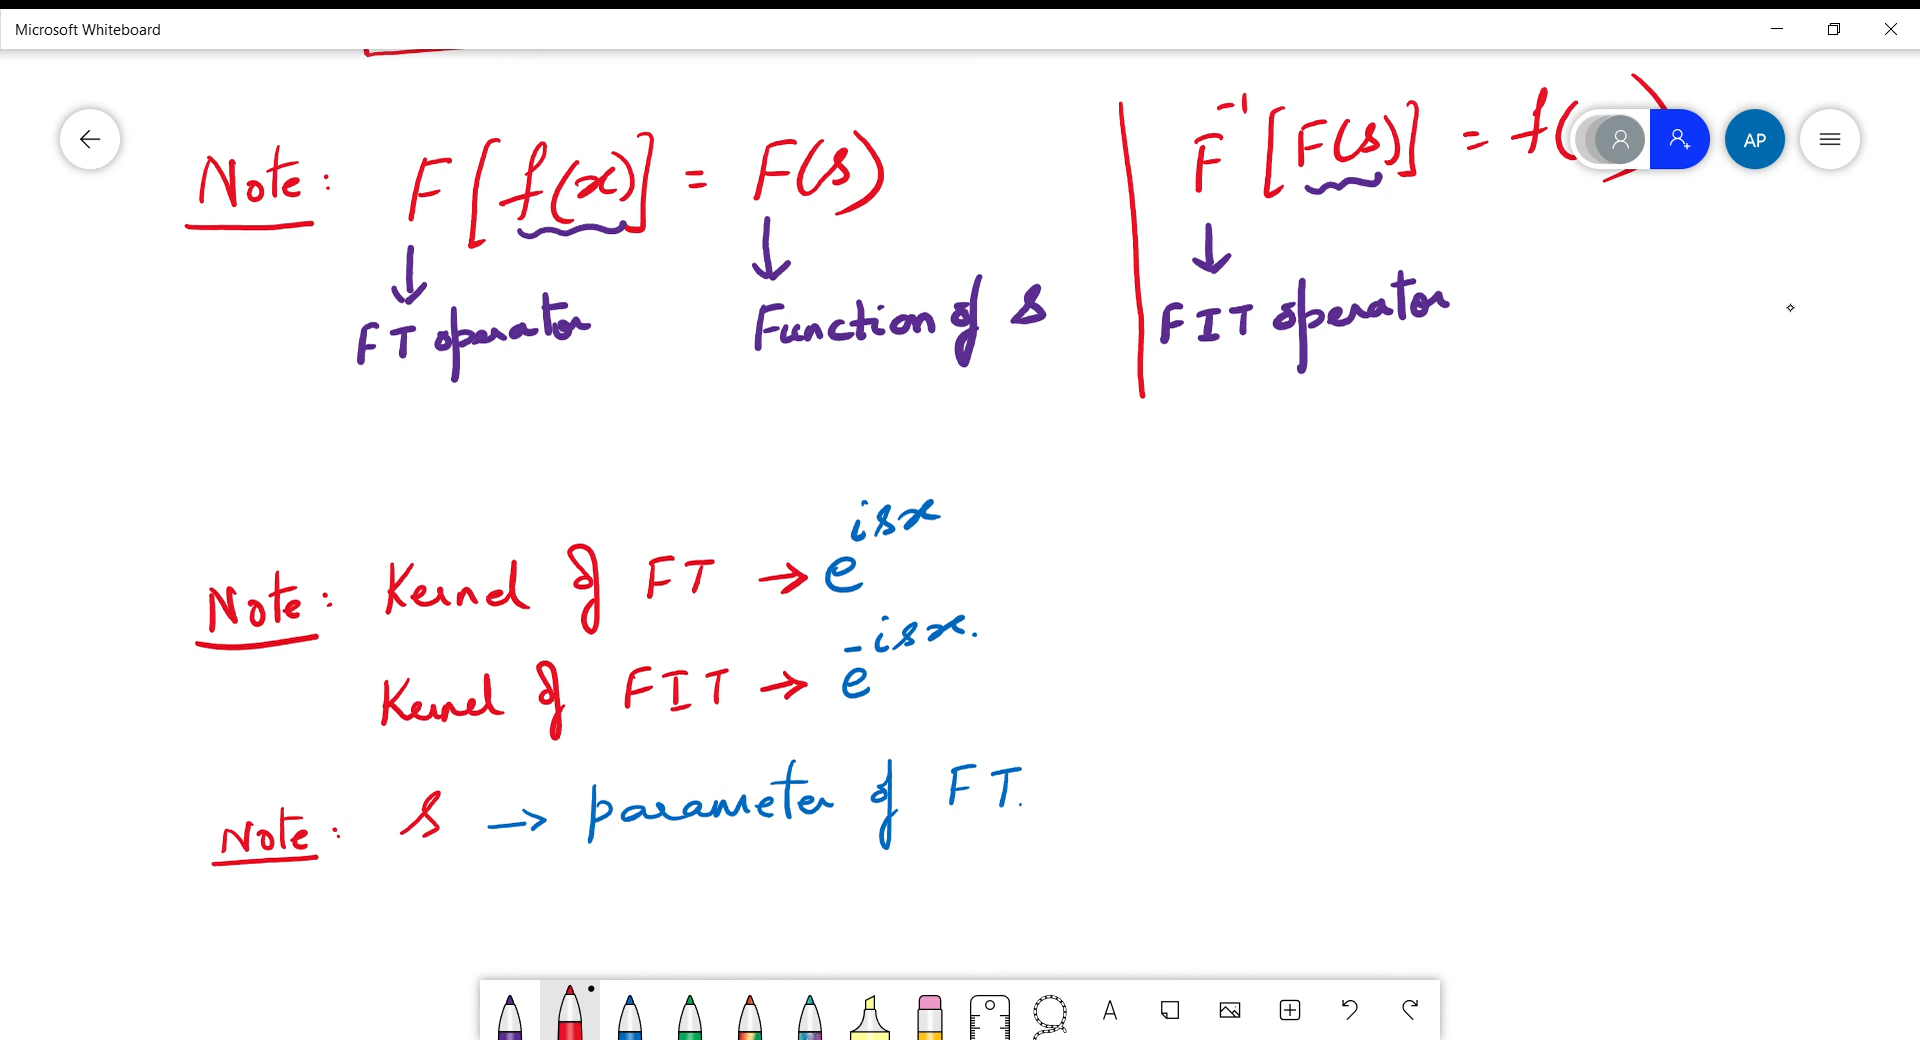 Microsoft Whiteboard
Note : F[f(x)] = F(s)
F⁻¹[F(s)] = f(
AP
FT operator
Function of s
FIT operator
Note : Kernel of FT → e^{isx}
Kernel of FIT → e^{-isx}.
Note : s → parameter of FT.
A